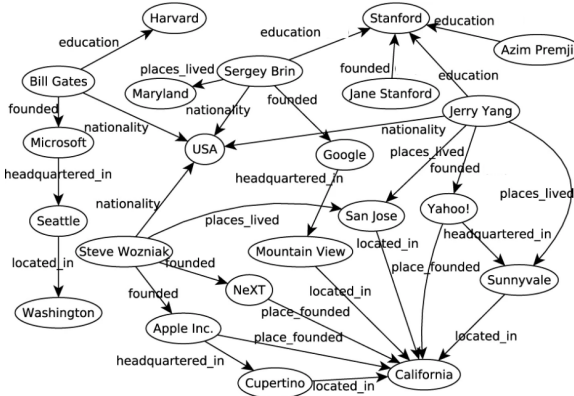 Harvard
Stanford
education
education
education
Azim Premji
Bill Gates
places_lived
Sergey Brin
founded
education
Maryland
Jane Stanford
founded
nationality
founded
Jerry Yang
nationality
nationality
Microsoft
USA
Google
places_lived
founded
headquartered_in
headquartered_in
places_lived
nationality
Seattle
places_lived
San Jose
Yahoo!
headquartered_in
located_in
Steve Wozniak
founded
Mountain View
located_in
place_founded
Sunnyvale
NeXT
located_in
founded
Washington
place_founded
Apple Inc.
place_founded
located_in
headquartered_in
Cupertino
located_in
California